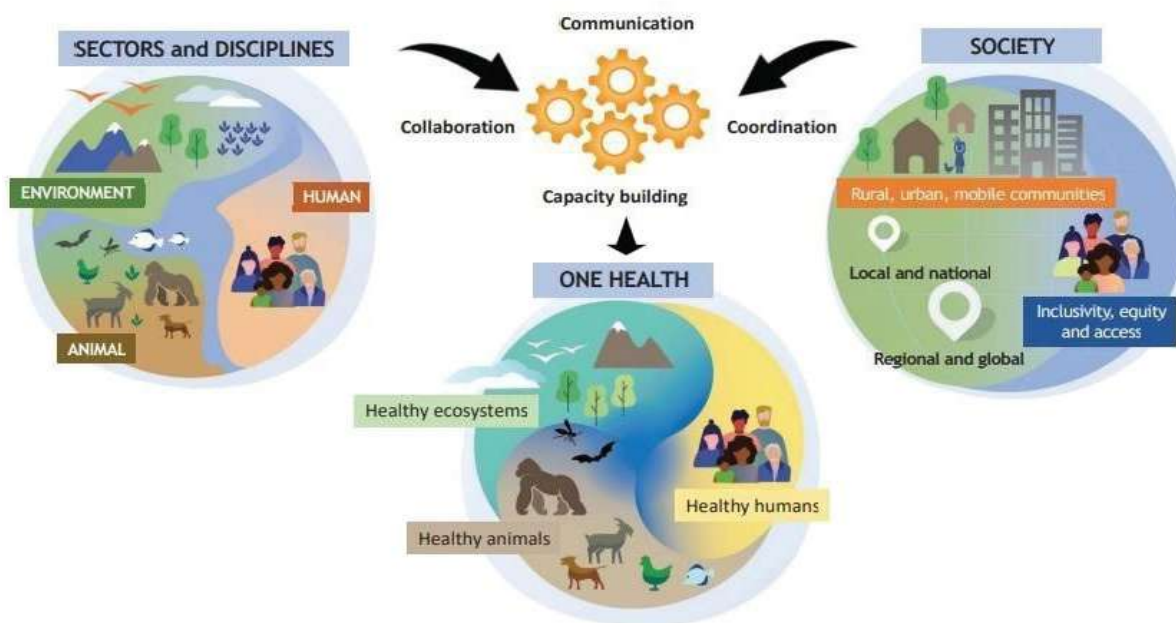 Communication
SECTORS and DISCIPLINES
SOCIETY
Collaboration
Coordination
ENVIRONMENT
HUMAN
Rural, urban, mobile communities
Capacity building
Local and national
ONE HEALTH
Inclusivity, equity
and access
ANIMAL
Regional and global
Healthy ecosystems
Healthy humans
Healthy animals